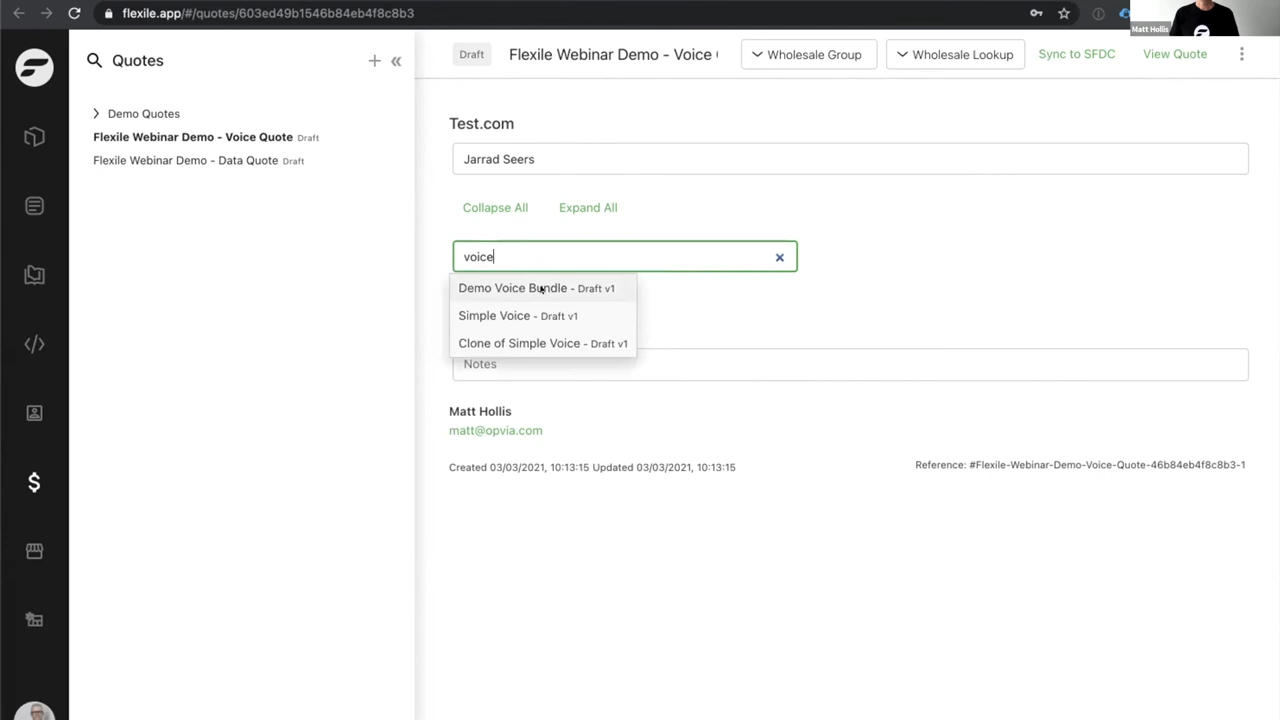 flexile.app/#/quotes/603ed49b1546b84eb4f8c8b3
Matt Hollis
Quotes
Demo Quotes
Flexile Webinar Demo - Voice Quote Draft
Flexile Webinar Demo - Data Quote Draft
Draft
Flexile Webinar Demo - Voice
Wholesale Group
Wholesale Lookup
Sync to SFDC
View Quote
Test.com
Jarrad Seers
Collapse All
Expand All
voice
Demo Voice Bundle - Draft v1
Simple Voice - Draft v1
Clone of Simple Voice - Draft v1
Notes
Matt Hollis
matt@opvia.com
Created 03/03/2021, 10:13:15 Updated 03/03/2021, 10:13:15
Reference: #Flexile-Webinar-Demo-Voice-Quote-46b84eb4f8c8b3-1